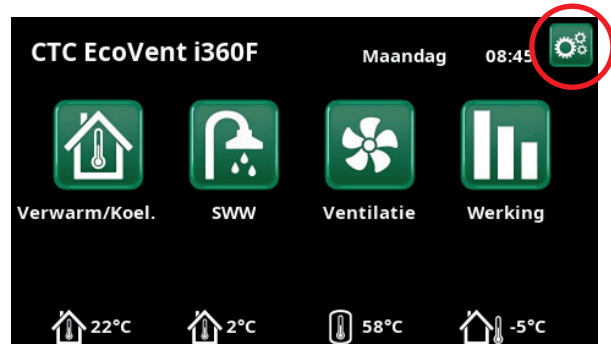 CTC EcoVent i360F Maandag 08:45
Verwarm/Koel. SWW Ventilatie Werking
22°C 2°C 58°C -5°C